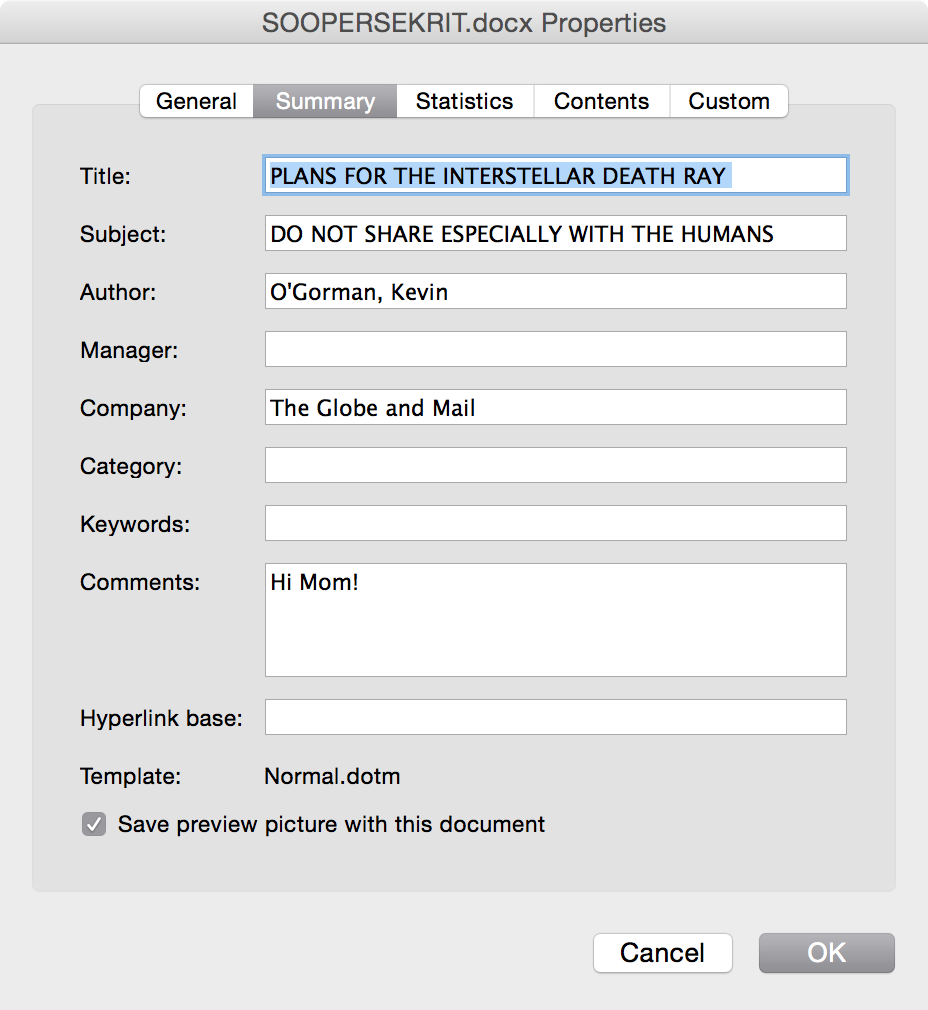 SOOPERSEKRIT.docx Properties
General Summary Statistics Contents Custom
Title: PLANS FOR THE INTERSTELLAR DEATH RAY
Subject: DO NOT SHARE ESPECIALLY WITH THE HUMANS
Author: O'Gorman, Kevin
Manager:
Company: The Globe and Mail
Category:
Keywords:
Comments: Hi Mom!
Hyperlink base:
Template: Normal.dotm
Save preview picture with this document
Cancel OK